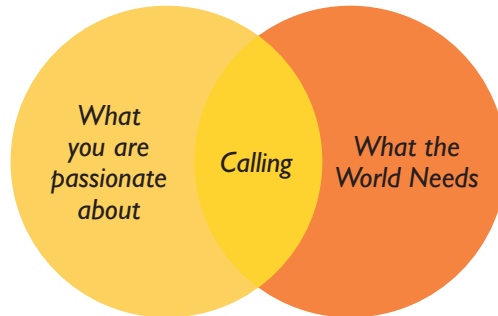 What
you are
passionate
about
Calling
What the
World Needs